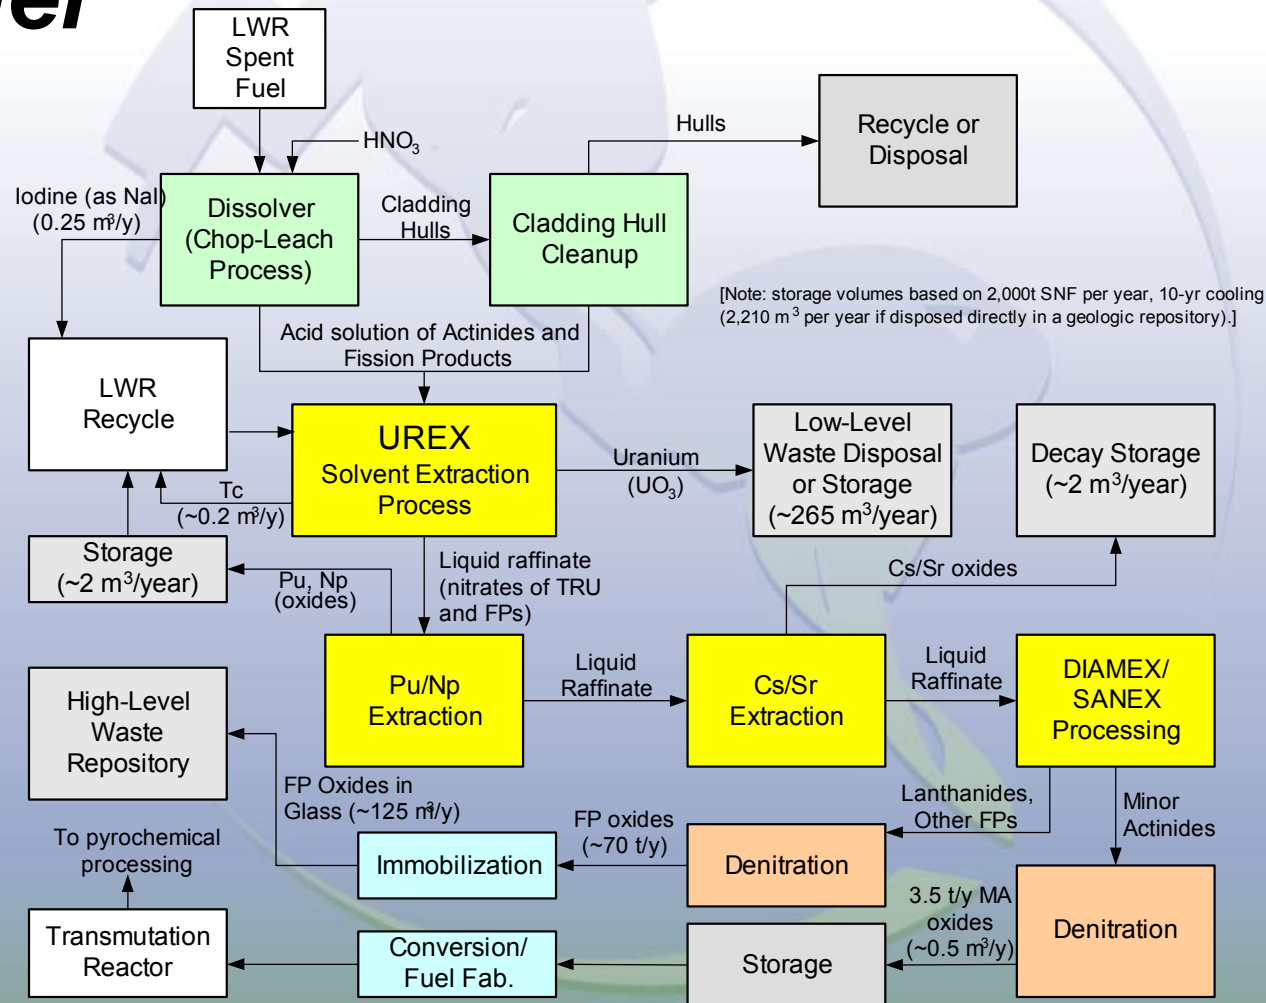 LWR
Spent
Fuel
HNO₃
Hulls
Recycle or
Disposal
Iodine (as NaI)
(0.25 m³/y)
Dissolver
(Chop-Leach
Process)
Cladding
Hulls
Cladding Hull
Cleanup
[Note: storage volumes based on 2,000t SNF per year, 10-yr cooling
(2,210 m³ per year if disposed directly in a geologic repository).]
Acid solution of Actinides and
Fission Products
LWR
Recycle
UREX
Solvent Extraction
Process
Uranium
(UO₃)
Low-Level
Waste Disposal
or Storage
(~265 m³/year)
Decay Storage
(~2 m³/year)
Tc
(~0.2 m³/y)
Storage
(~2 m³/year)
Pu, Np
(oxides)
Liquid raffinate
(nitrates of TRU
and FPs)
Cs/Sr oxides
Pu/Np
Extraction
Liquid
Raffinate
Cs/Sr
Extraction
Liquid
Raffinate
DIAMEX/
SANEX
Processing
High-Level
Waste
Repository
FP Oxides in
Glass (~125 m³/y)
Lanthanides,
Other FPs
Minor
Actinides
To pyrochemical
processing
Immobilization
FP oxides
(~70 t/y)
Denitration
3.5 t/y MA
oxides
(~0.5 m³/y)
Denitration
Transmutation
Reactor
Conversion/
Fuel Fab.
Storage